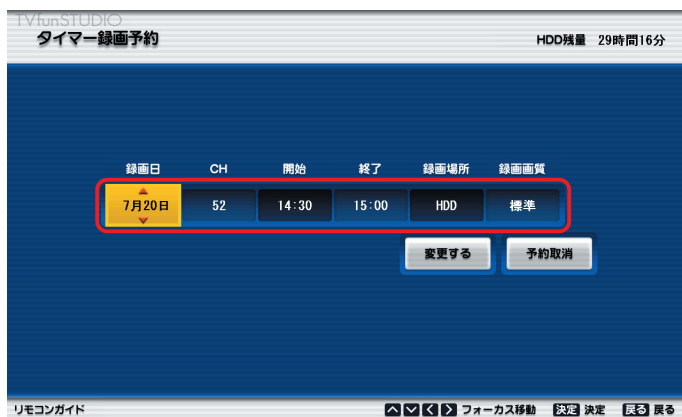 TVfunSTUDIO
タイマー録画予約
HDD残量 29時間16分
録画日 CH 開始 終了 録画場所 録画画質
7月20日 52 14:30 15:00 HDD 標準
変更する 予約取消
リモコンガイド フォーカス移動 決定 決定 戻る 戻る